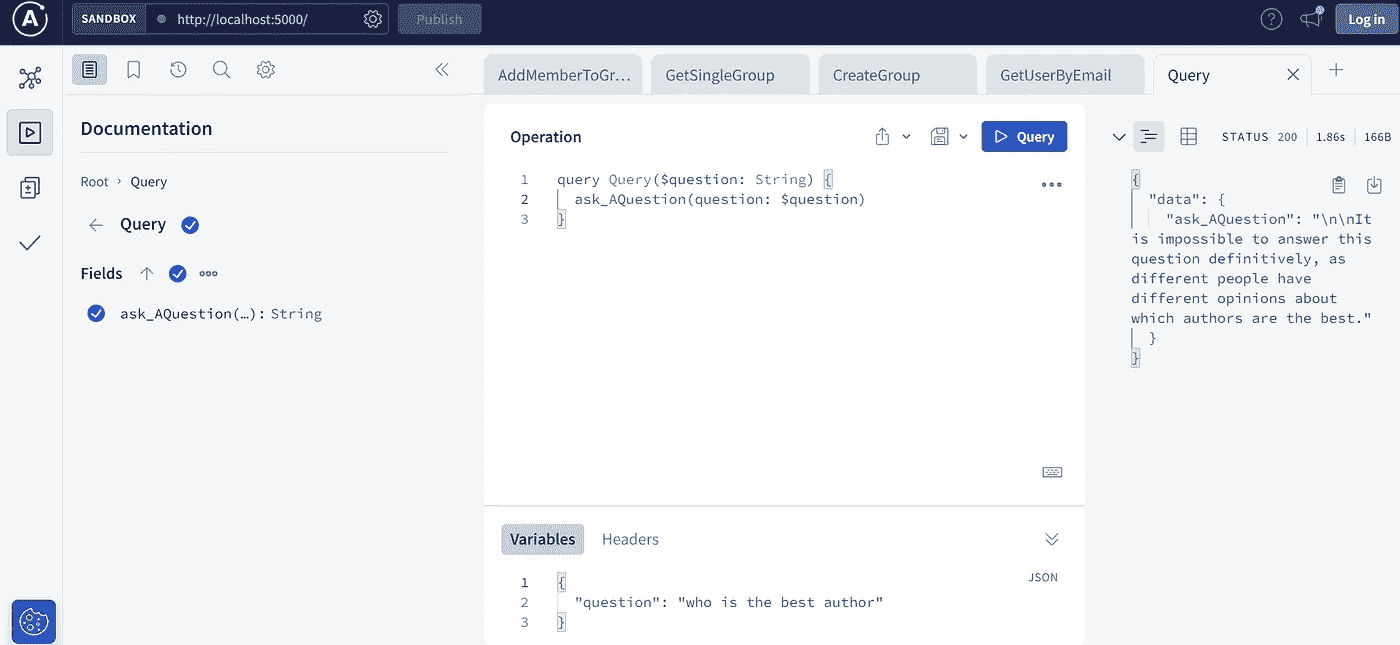 SANDBOX
http://localhost:5000/
Publish
Log in
AddMemberToGr...
GetSingleGroup
CreateGroup
GetUserByEmail
Query
Documentation
Root › Query
Query
Fields
ask_AQuestion(…): String
Operation
Query
1 query Query($question: String) {
2 ask_AQuestion(question: $question)
3 }
Variables
Headers
JSON
1 {
2 "question": "who is the best author"
3 }
STATUS 200
1.86s
166B
{
"data": {
"ask_AQuestion": "\n\nIt
is impossible to answer this
question definitively, as
different people have
different opinions about
which authors are the best."
}
}